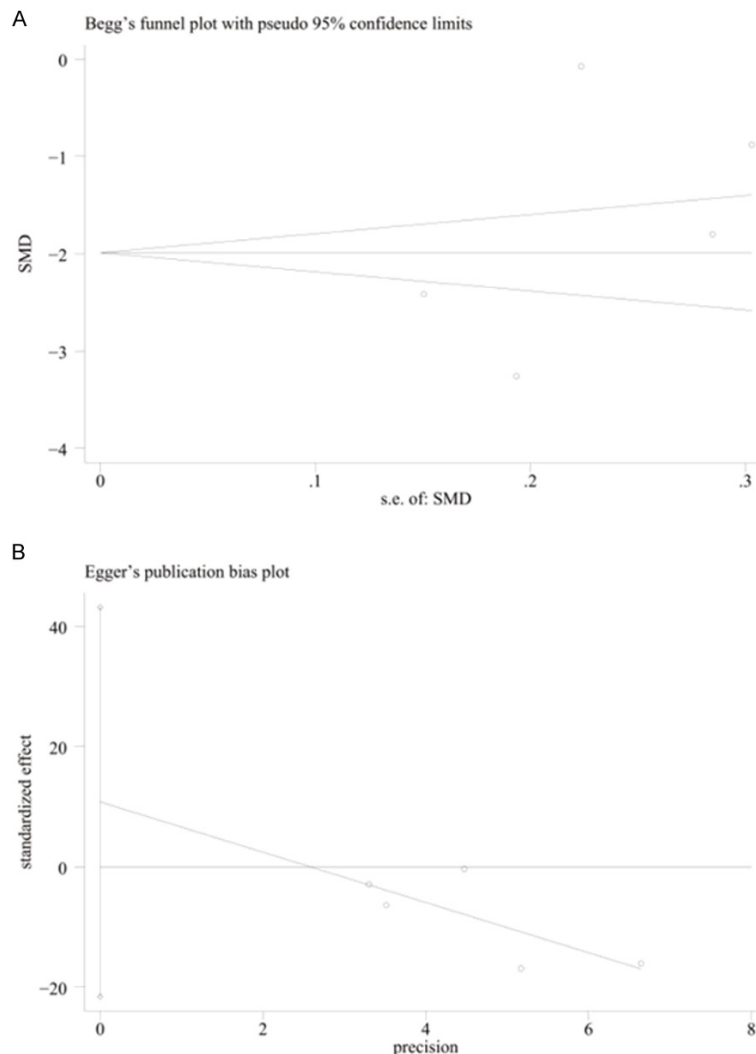 A
Begg’s funnel plot with pseudo 95% confidence limits
0
−1
−2
−3
−4
SMD
0 .1 .2 .3
s.e. of: SMD
B
Egger’s publication bias plot
40
20
0
−20
standardized effect
0 2 4 6 8
precision